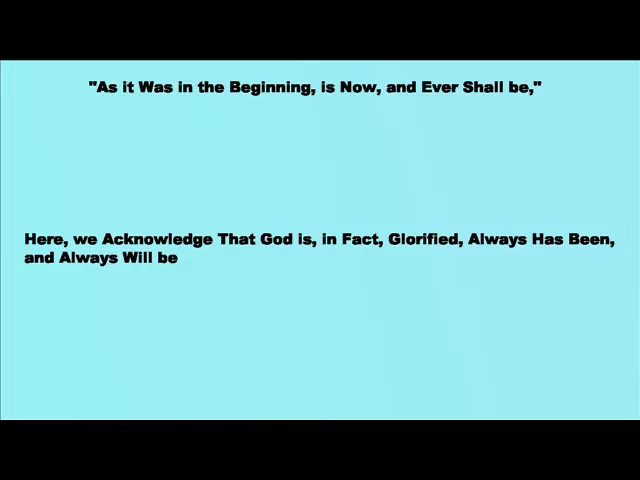 "As it Was in the Beginning, is Now, and Ever Shall be,"
Here, we Acknowledge That God is, in Fact, Glorified, Always Has Been,
and Always Will be